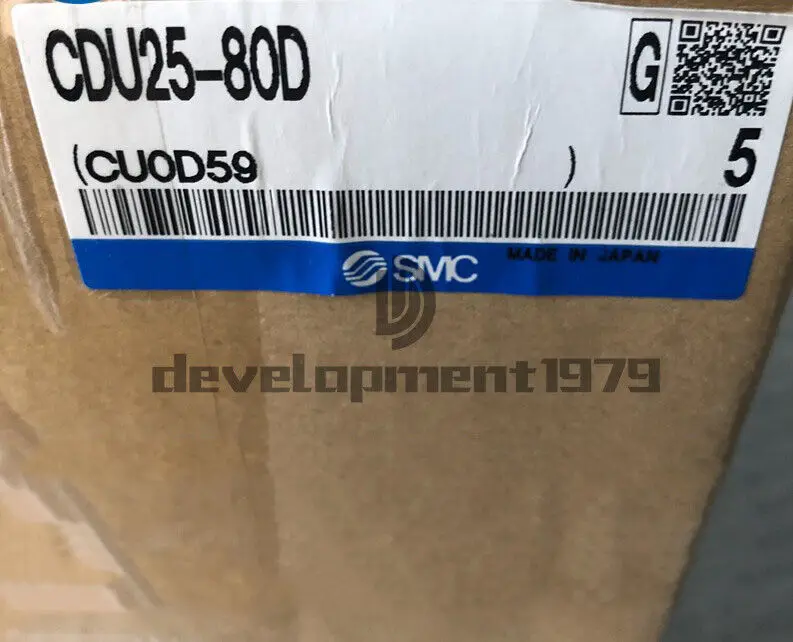 CDU25-80D
G
(CU0D59 )
5
SMC
MADE IN JAPAN
D
development1979